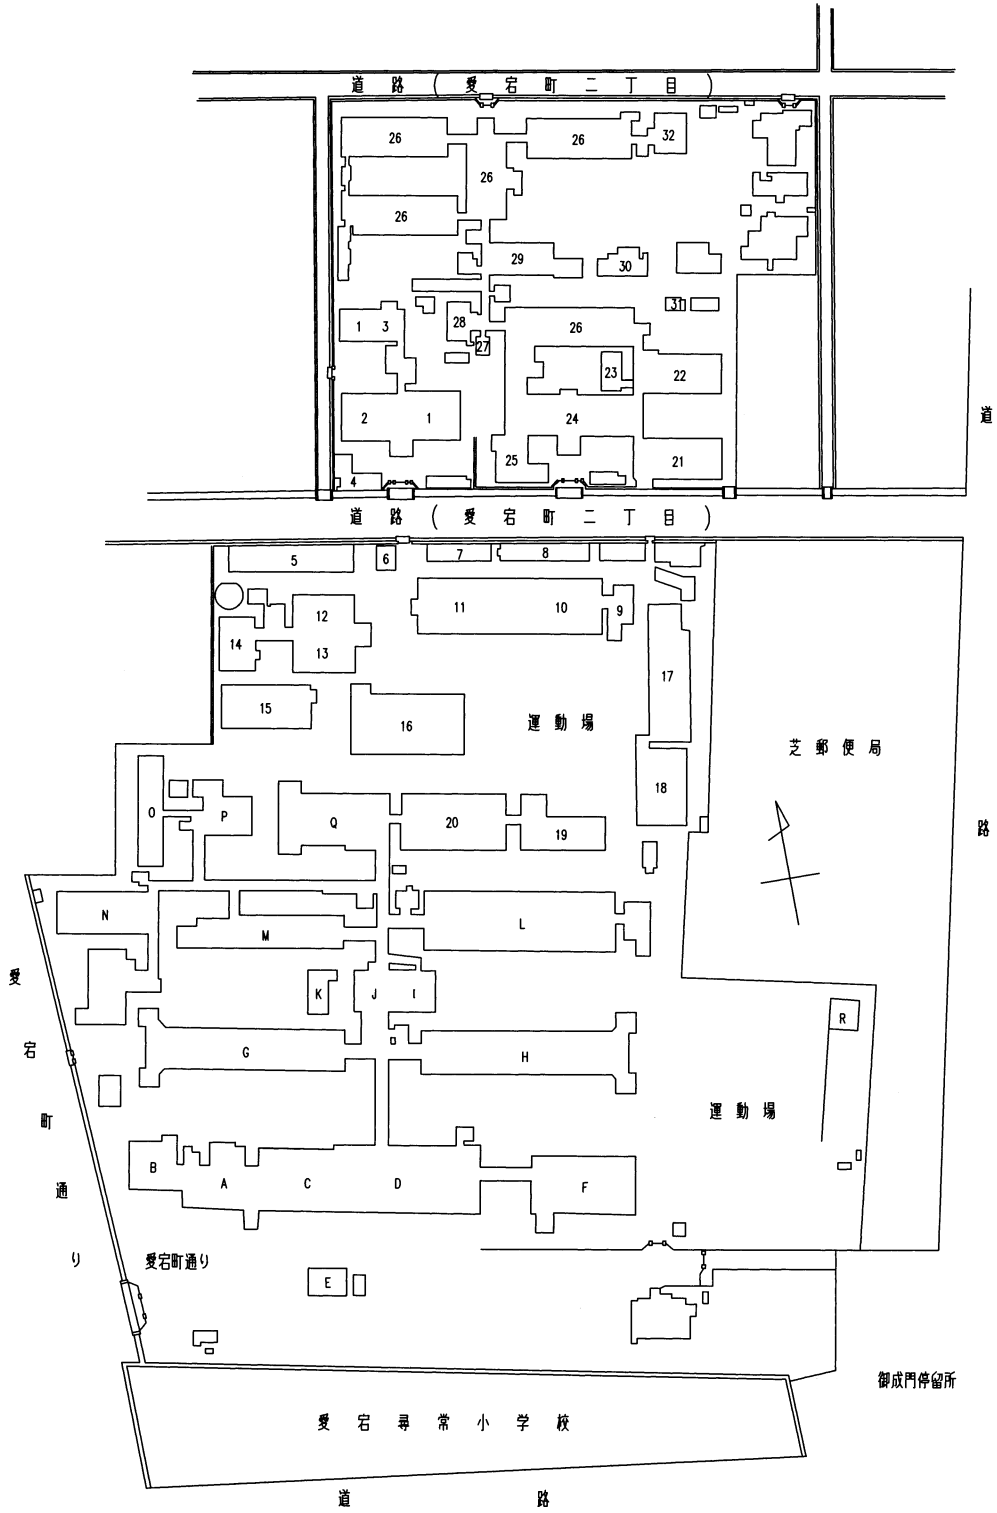 道路(愛宕町二丁目)
26
26
32
26
26
29
30
31
1 3
28
26
27
23
22
2
1
24
25
21
4
道路
道路(愛宕町二丁目)
5
6
7
8
11
10
9
12
14
13
17
15
16
運動場
芝郵便局
18
O
P
Q
20
19
N
M
L
K
J
I
R
愛宕町通り
G
H
運動場
B
A
C
D
F
愛宕町通り
E
御成門停留所
愛宕尋常小学校
道路